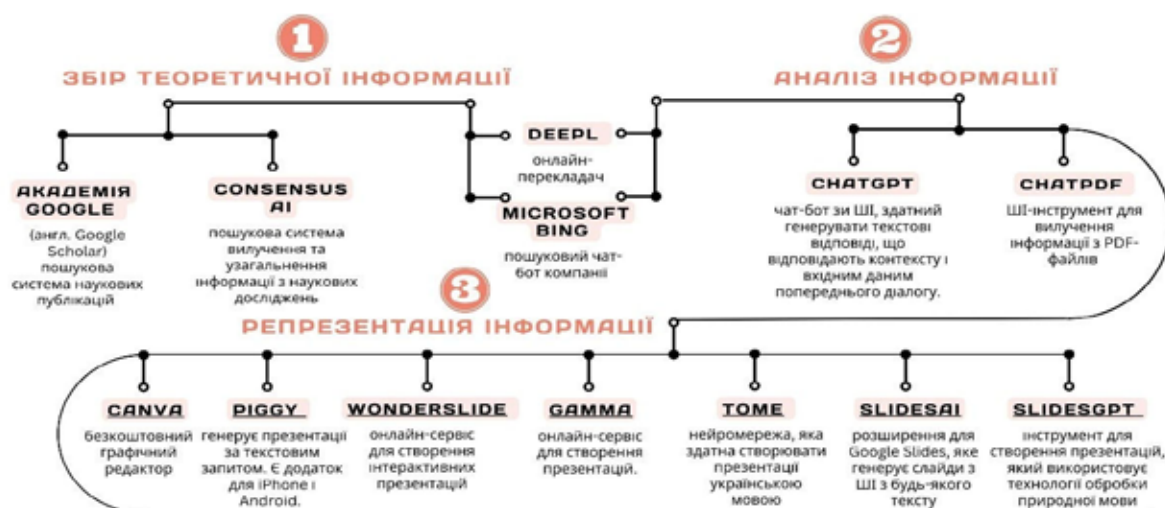 1
ЗБІР ТЕОРЕТИЧНОЇ ІНФОРМАЦІЇ
АКАДЕМІЯ
GOOGLE
(англ. Google
Scholar)
пошукова
система наукових
публікацій
CONSENSUS
AI
пошукова система
вилучення та
узагальнення
інформації з наукових
досліджень
DEEPL
онлайн-
перекладач
MICROSOFT
BING
пошуковий чат-
бот компанії
2
АНАЛІЗ ІНФОРМАЦІЇ
CHATGPT
чат-бот зи ШІ, здатний
генерувати текстові
відповіді, що
відповідають контексту і
вхідним даним
попереднього діалогу.
CHATPDF
ШІ-інструмент для
вилучення
інформації з PDF-
файлів
3
РЕПРЕЗЕНТАЦІЯ ІНФОРМАЦІЇ
CANVA
безкоштовний
графічний
редактор
PIGGY
генерує презентації
за текстовим
запитом. Є додаток
для iPhone і
Android.
WONDERSLIDE
онлайн-сервіс
для створення
інтерактивних
презентацій
GAMMA
онлайн-сервіс
для створення
презентацій.
TOME
нейромережа, яка
здатна створювати
презентації
українською
мовою
SLIDESAI
розширення для
Google Slides, яке
генерує слайди з
ШІ з будь-якого
тексту
SLIDESGPT
інструмент для
створення презентацій,
який використовує
технології обробки
природної мови